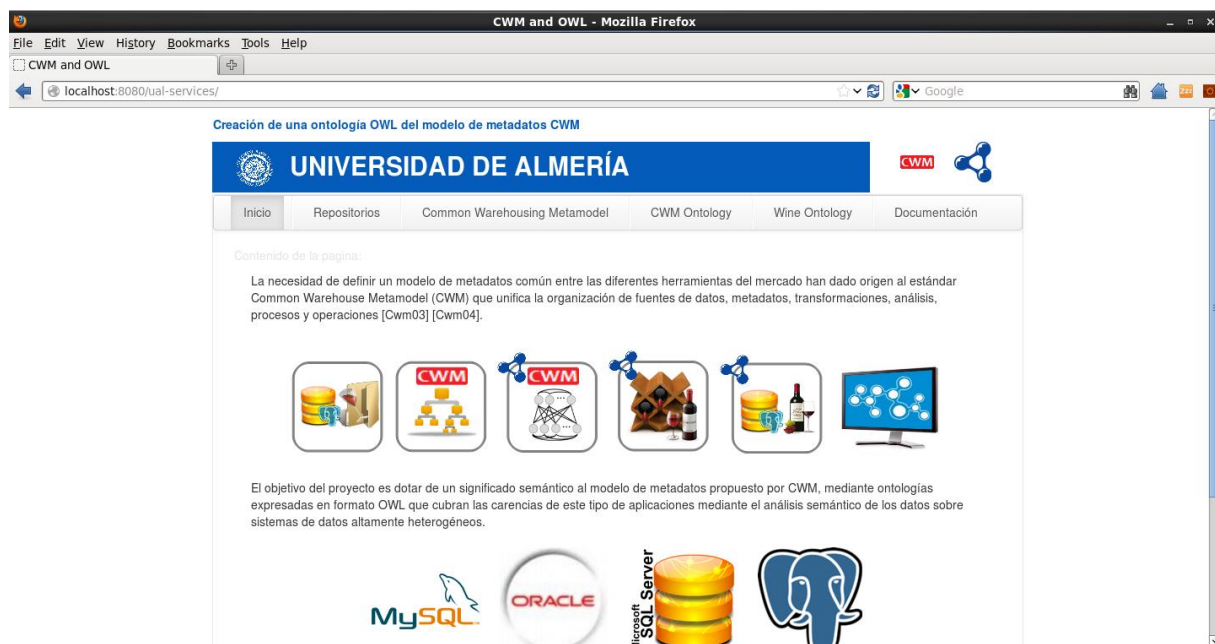 CWM and OWL - Mozilla Firefox
File Edit View History Bookmarks Tools Help
CWM and OWL
localhost:8080/ual-services/
Google
Creación de una ontología OWL del modelo de metadatos CWM
UNIVERSIDAD DE ALMERÍA
CWM
Inicio Repositorios Common Warehousing Metamodel CWM Ontology Wine Ontology Documentación
Contenido de la pagina:
La necesidad de definir un modelo de metadatos común entre las diferentes herramientas del mercado han dado origen al estándar
Common Warehouse Metamodel (CWM) que unifica la organización de fuentes de datos, metadatos, transformaciones, análisis,
procesos y operaciones [Cwm03] [Cwm04].
CWM
CWM
El objetivo del proyecto es dotar de un significado semántico al modelo de metadatos propuesto por CWM, mediante ontologías
expresadas en formato OWL que cubran las carencias de este tipo de aplicaciones mediante el análisis semántico de los datos sobre
sistemas de datos altamente heterogéneos.
MySQL
ORACLE
Microsoft
SQL Server